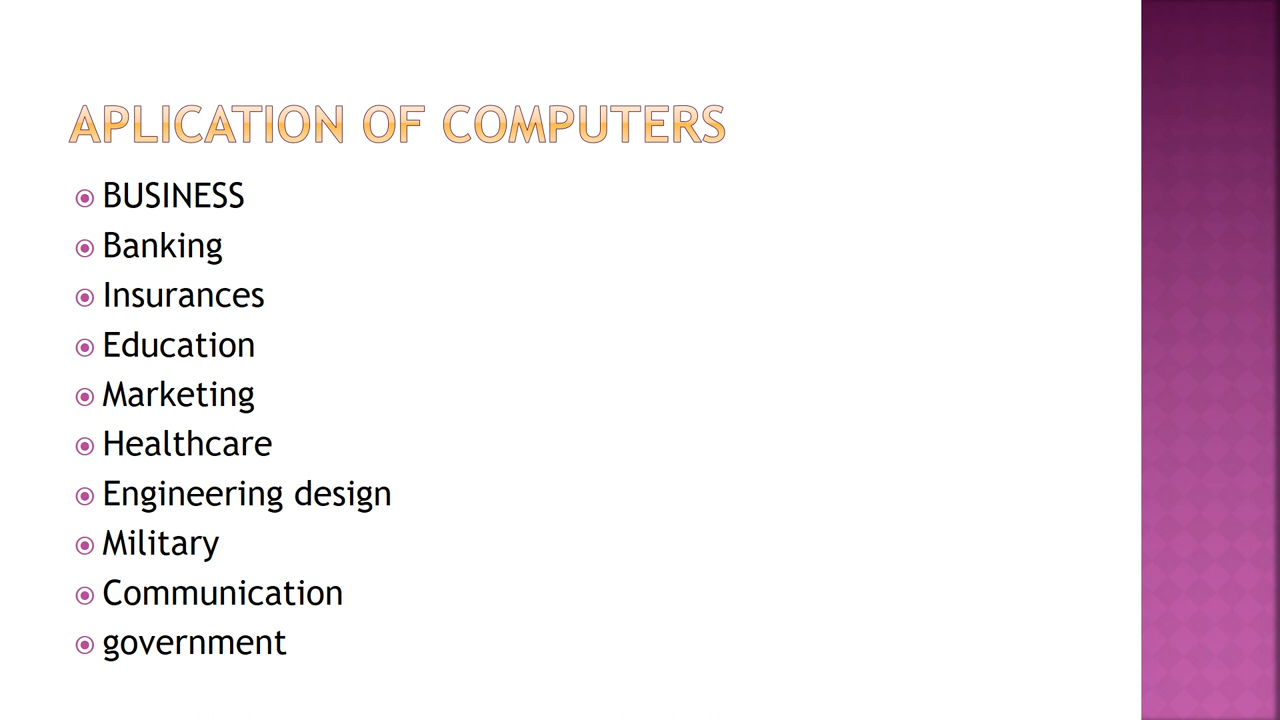 APLICATION OF COMPUTERS
BUSINESS
Banking
Insurances
Education
Marketing
Healthcare
Engineering design
Military
Communication
government